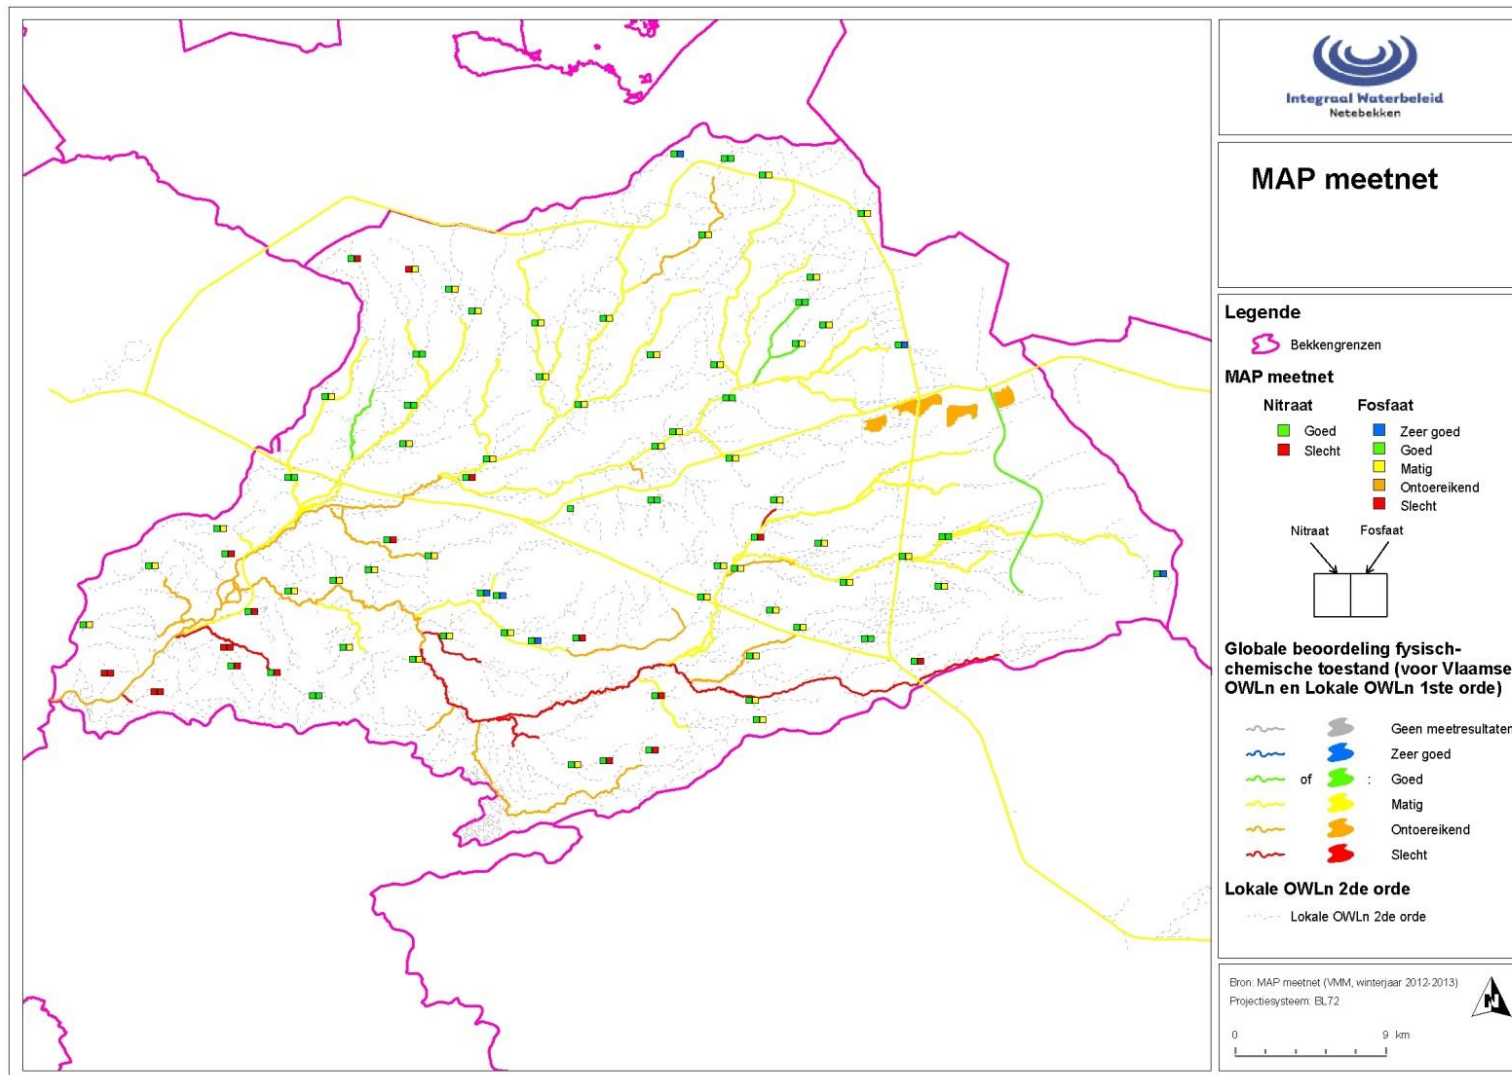 Integraal Waterbeleid
Netebekken
MAP meetnet
Legende
Bekkengrenzen
MAP meetnet
Nitraat
Goed
Slecht
Fosfaat
Zeer goed
Goed
Matig
Ontoereikend
Slecht
Nitraat Fosfaat
Globale beoordeling fysisch-
chemische toestand (voor Vlaamse
OWLn en Lokale OWLn 1ste orde)
Geen meetresultaten
Zeer goed
of : Goed
Matig
Ontoereikend
Slecht
Lokale OWLn 2de orde
Lokale OWLn 2de orde
Bron: MAP meetnet (VMM, winterjaar 2012-2013)
Projectiesysteem: BL72
N
0 9 km